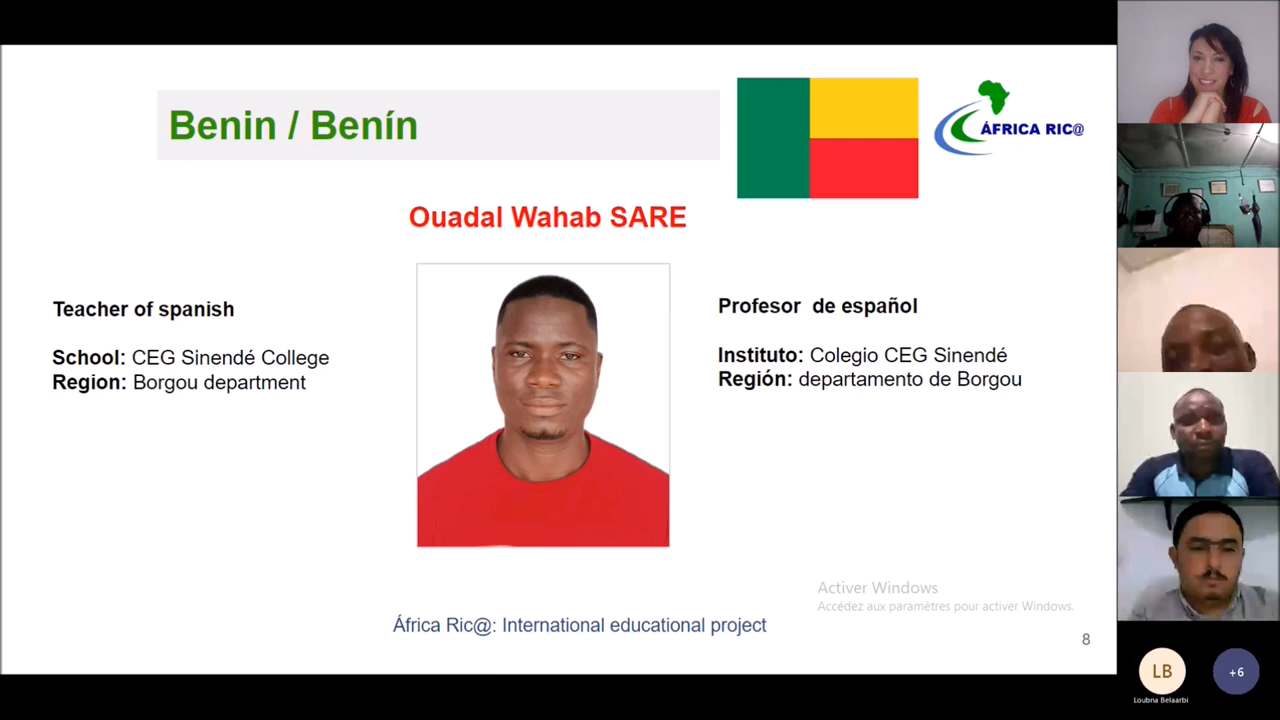 Benin / Benín
ÁFRICA RIC@
Ouadal Wahab SARE
Teacher of spanish
School: CEG Sinendé College
Region: Borgou department
Profesor de español
Instituto: Colegio CEG Sinendé
Región: departamento de Borgou
Activer Windows
Accédez aux paramètres pour activer Windows.
África Ric@: International educational project
8
LB
Loubna Belaarbi
+6